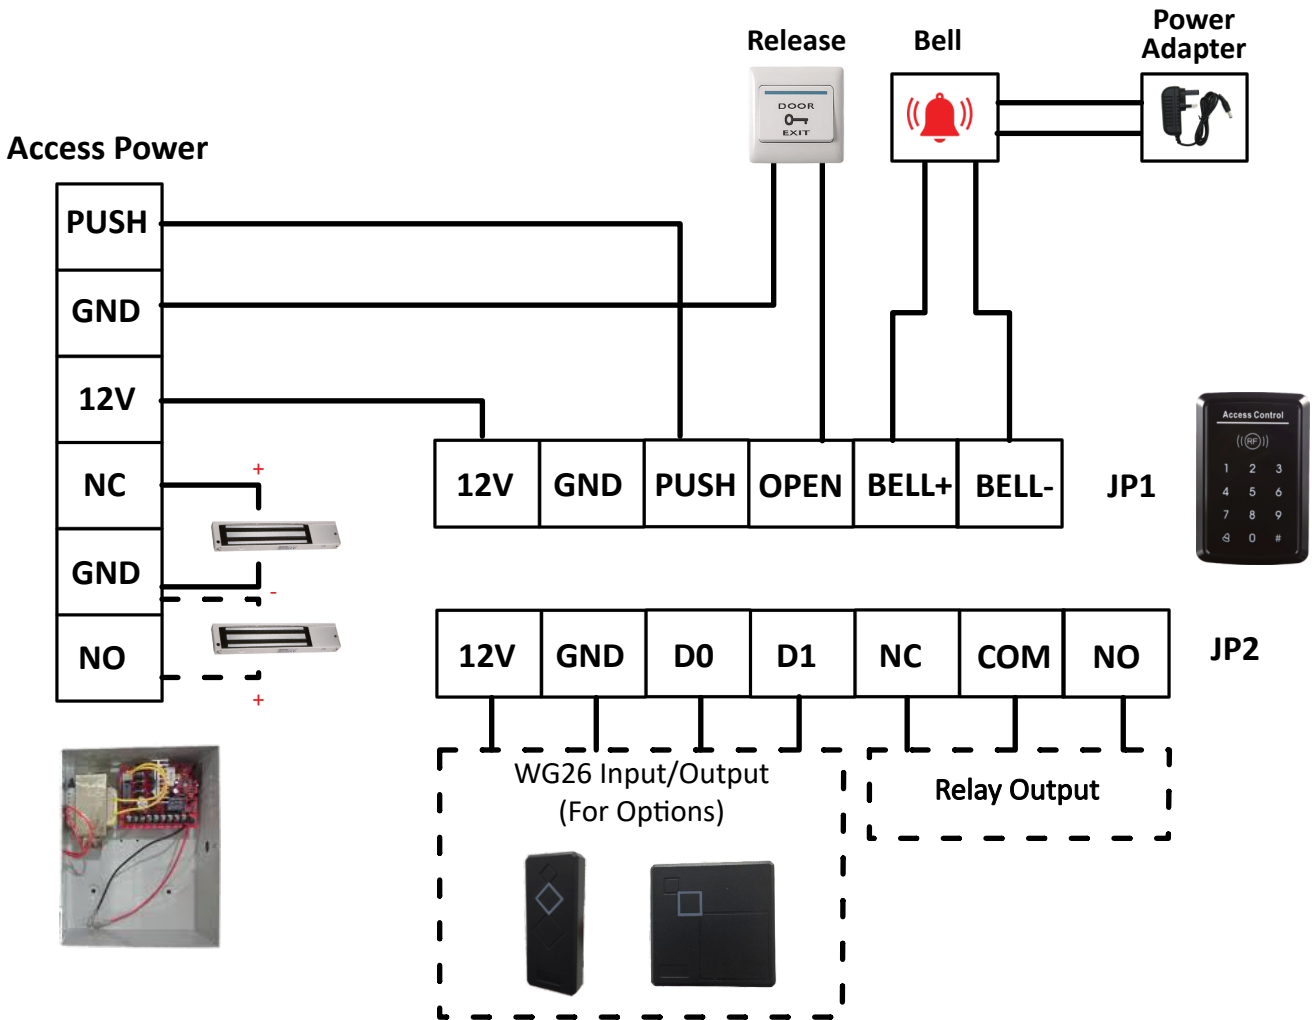 Release
Bell
Power
Adapter
DOOR
EXIT
Access Power
PUSH
GND
12V
NC
GND
NO
+
-
+
12V
GND
PUSH
OPEN
BELL+
BELL-
JP1
Access Control
((RF))
1 2 3
4 5 6
7 8 9
0 #
12V
GND
D0
D1
NC
COM
NO
JP2
WG26 Input/Output
(For Options)
Relay Output